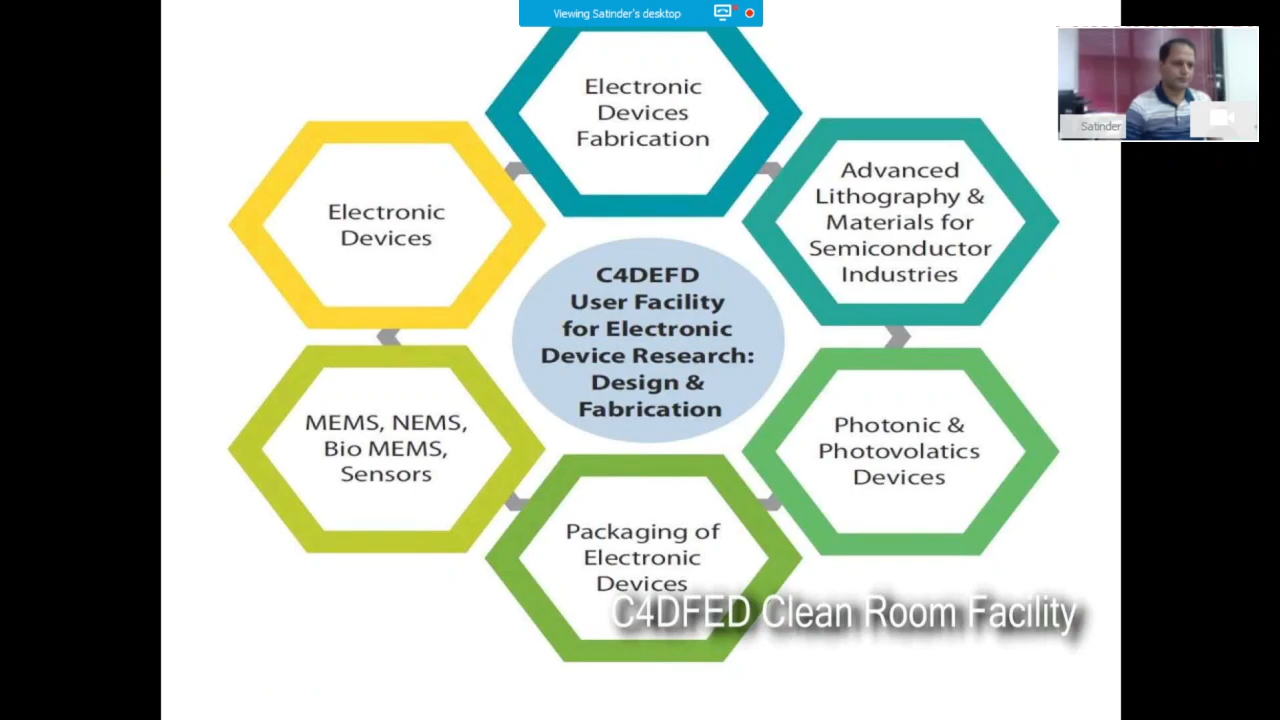 Viewing Satinder's desktop
Satinder
Electronic
Devices
Fabrication
Advanced
Lithography &
Materials for
Semiconductor
Industries
Electronic
Devices
C4DEFD
User Facility
for Electronic
Device Research:
Design &
Fabrication
MEMS, NEMS,
Bio MEMS,
Sensors
Photonic &
Photovolatics
Devices
Packaging of
Electronic
Devices
C4DFED Clean Room Facility